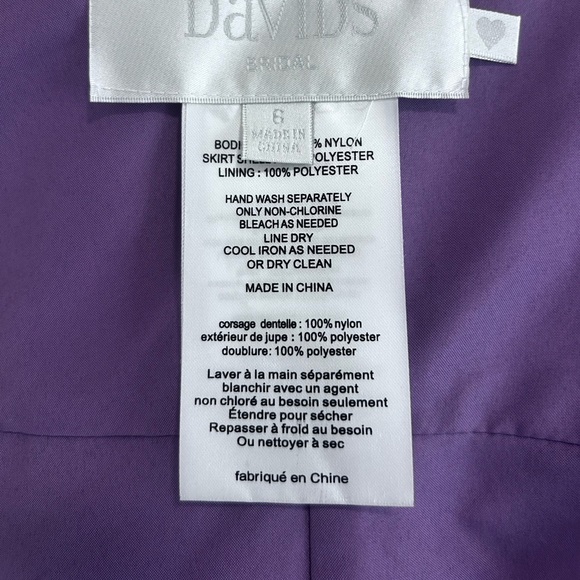 DaVIDS
BRIDAL
6
MADE IN
CHINA
BODI % NYLON
SKIRT SHELL POLYESTER
LINING : 100% POLYESTER
HAND WASH SEPARATELY
ONLY NON-CHLORINE
BLEACH AS NEEDED
LINE DRY
COOL IRON AS NEEDED
OR DRY CLEAN
MADE IN CHINA
corsage dentelle : 100% nylon
extérieur de jupe : 100% polyester
doublure: 100% polyester
Laver à la main séparément
blanchir avec un agent
non chloré au besoin seulement
Étendre pour sécher
Repasser à froid au besoin
Ou nettoyer à sec
fabriqué en Chine